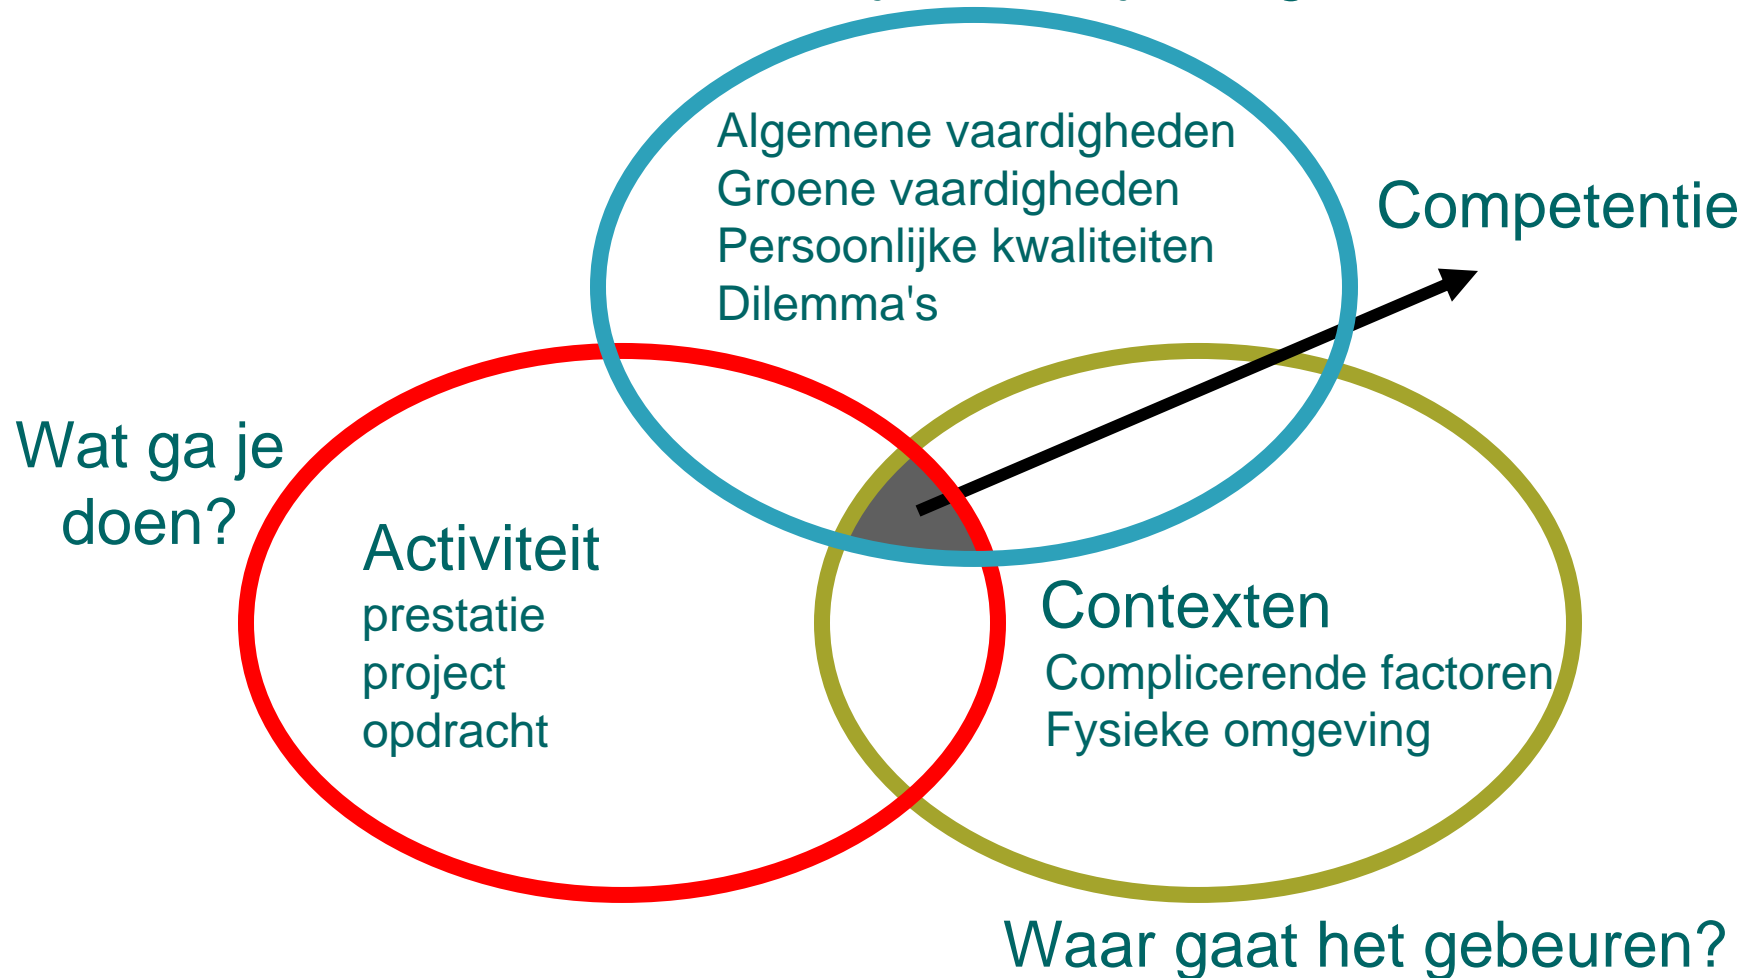 Algemene vaardigheden
Groene vaardigheden
Persoonlijke kwaliteiten
Dilemma's
Competentie
Wat ga je
doen?
Activiteit
prestatie
project
opdracht
Contexten
Complicerende factoren
Fysieke omgeving
Waar gaat het gebeuren?